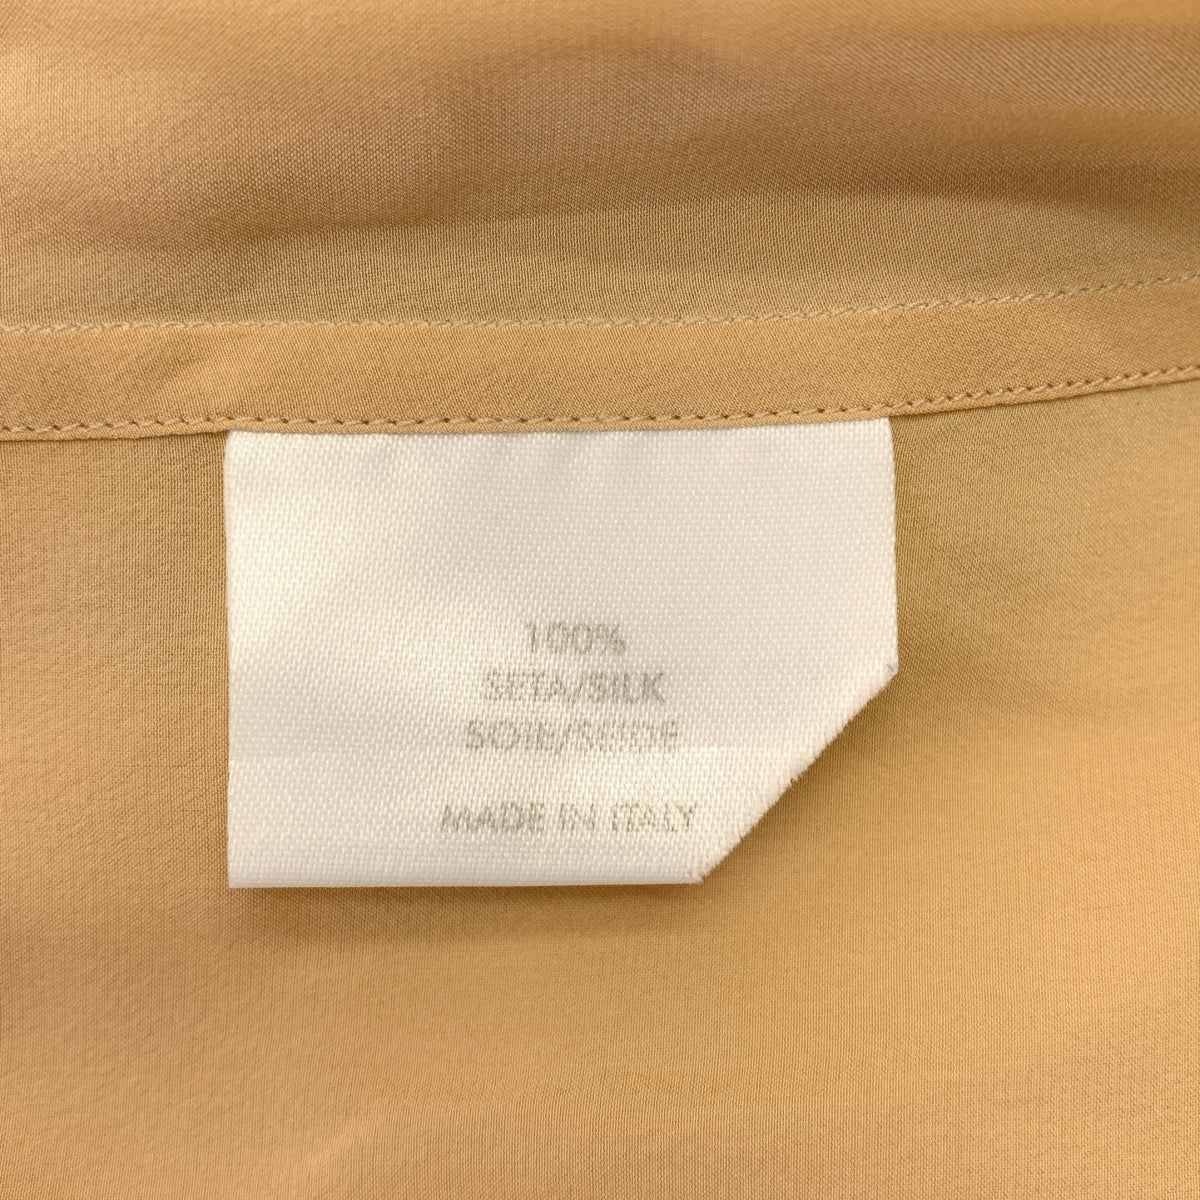 100%
SETA/SILK
SOIE/SEIDE
MADE IN ITALY